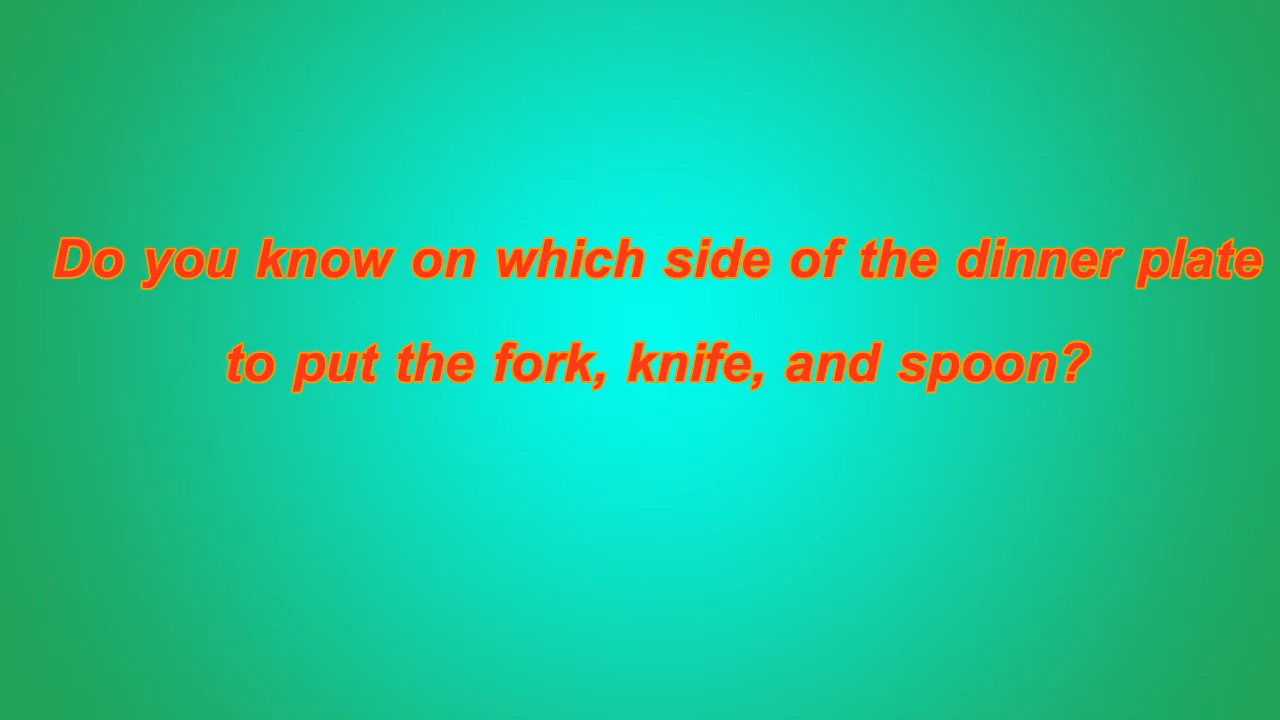 Do you know on which side of the dinner plate
to put the fork, knife, and spoon?